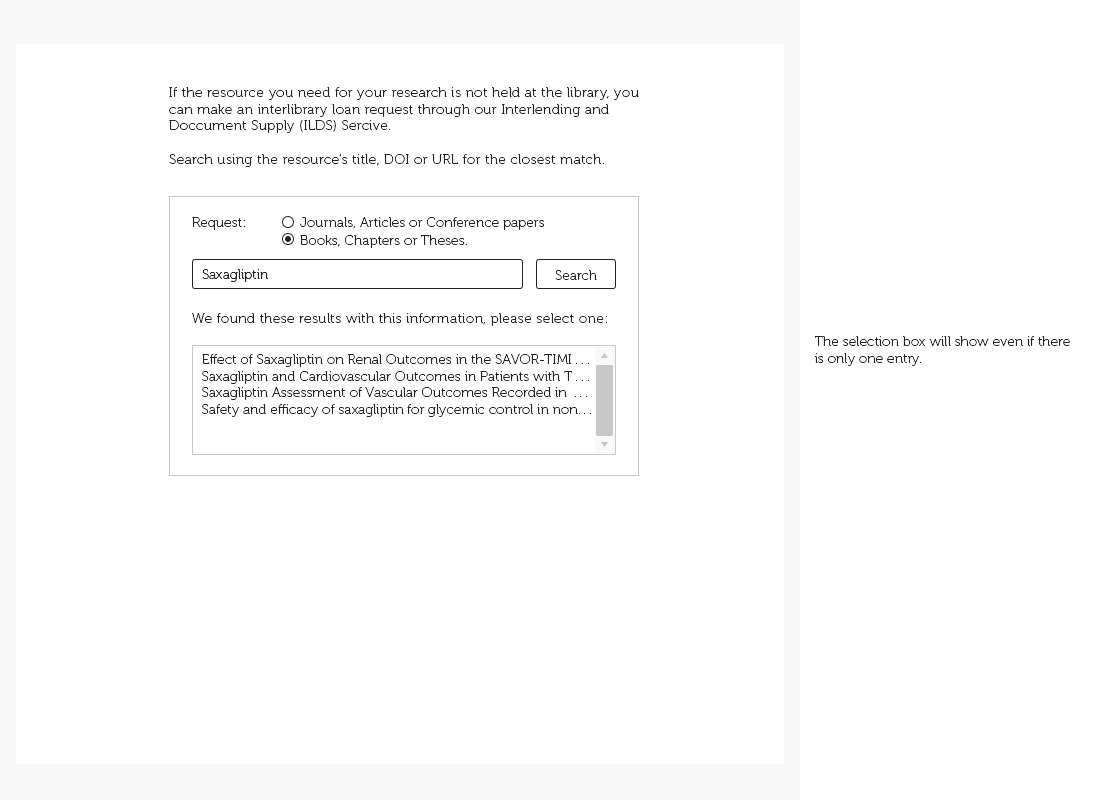 If the resource you need for your research is not held at the library, you
can make an interlibrary loan request through our Interlending and
Doccument Supply (ILDS) Sercive.
Search using the resource's title, DOI or URL for the closest match.
Request:
Journals, Articles or Conference papers
Books, Chapters or Theses.
Saxagliptin
Search
We found these results with this information, please select one:
Effect of Saxagliptin on Renal Outcomes in the SAVOR-TIMI ...
Saxagliptin and Cardiovascular Outcomes in Patients with T ...
Saxagliptin Assessment of Vascular Outcomes Recorded in ...
Safety and efficacy of saxagliptin for glycemic control in non...
The selection box will show even if there
is only one entry.